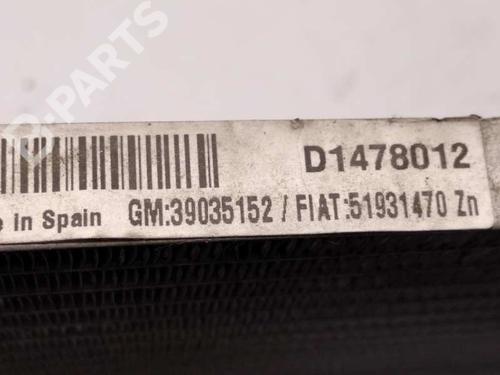 B-PARTS
D1478012
e in Spain GM:39035152 / FIAT:51931470 Zn